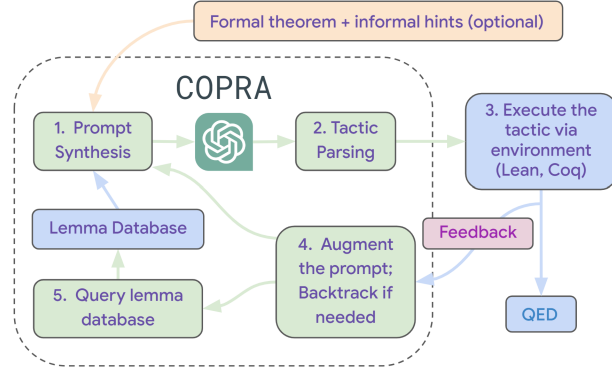 Formal theorem + informal hints (optional)
COPRA
1. Prompt
Synthesis
2. Tactic
Parsing
3. Execute the
tactic via
environment
(Lean, Coq)
Lemma Database
4. Augment
the prompt;
Backtrack if
needed
Feedback
5. Query lemma
database
QED